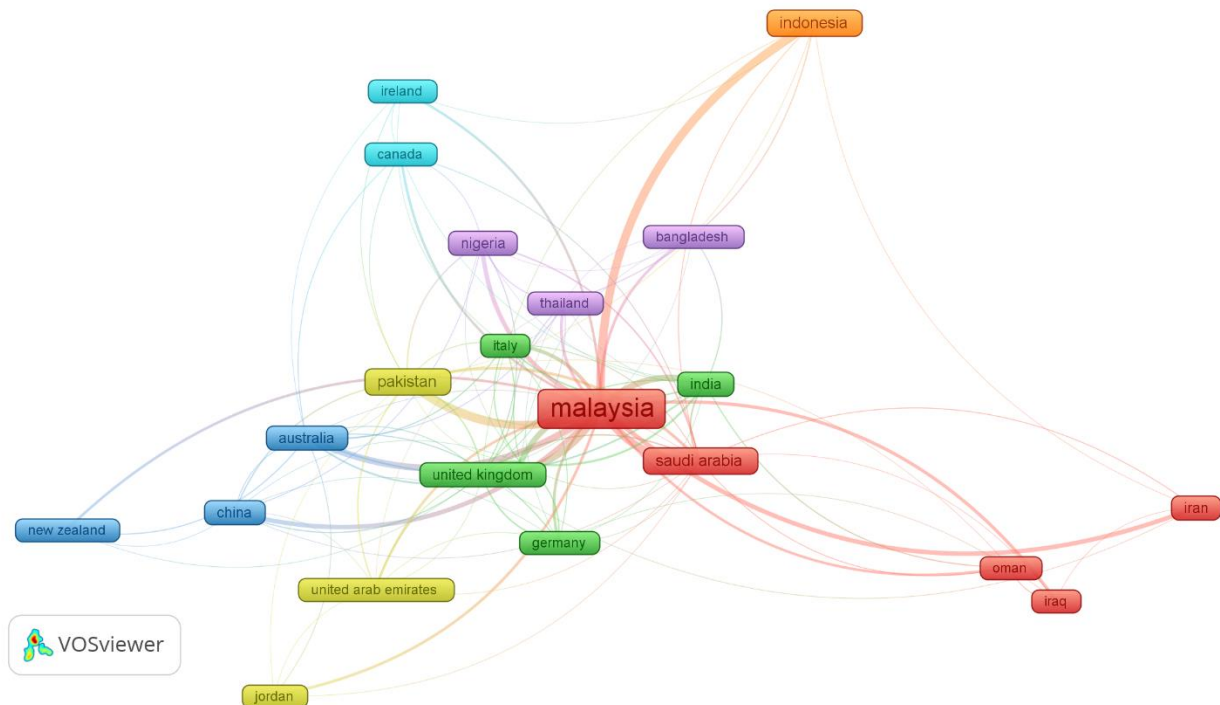 indonesia
ireland
canada
nigeria
bangladesh
thailand
italy
pakistan
india
malaysia
australia
saudi arabia
united kingdom
china
new zealand
iran
germany
oman
united arab emirates
iraq
VOSviewer
jordan